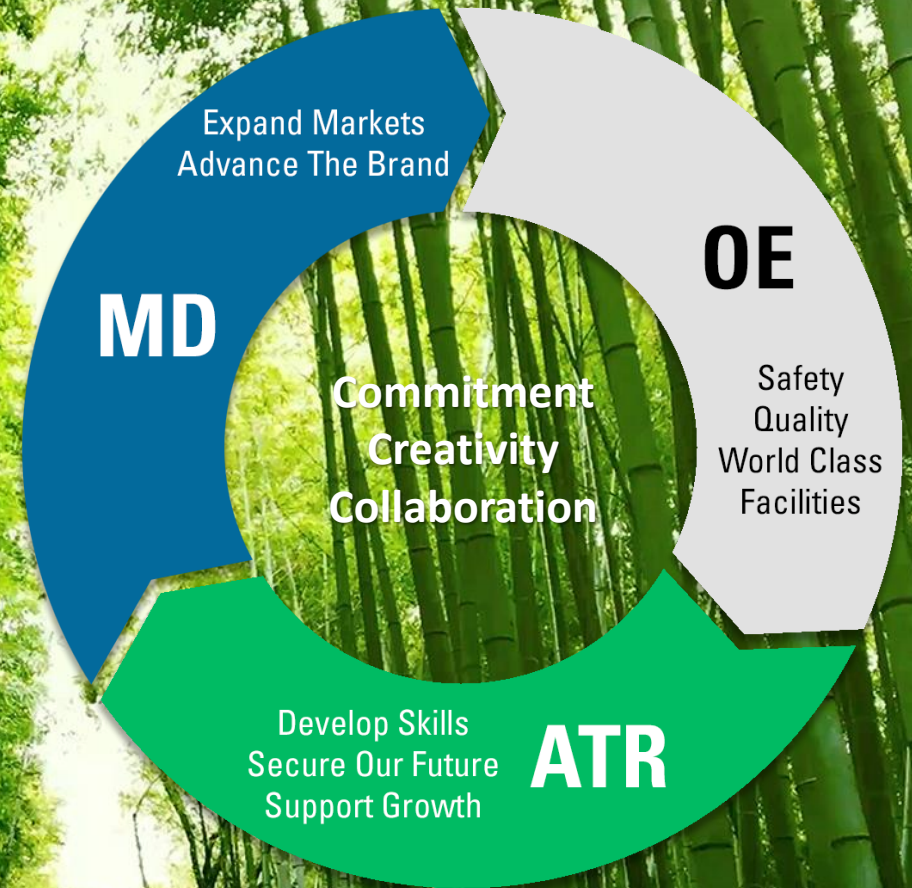 Expand Markets
Advance The Brand
MD
OE
Safety
Quality
World Class
Facilities
Commitment
Creativity
Collaboration
Develop Skills
Secure Our Future
Support Growth
ATR